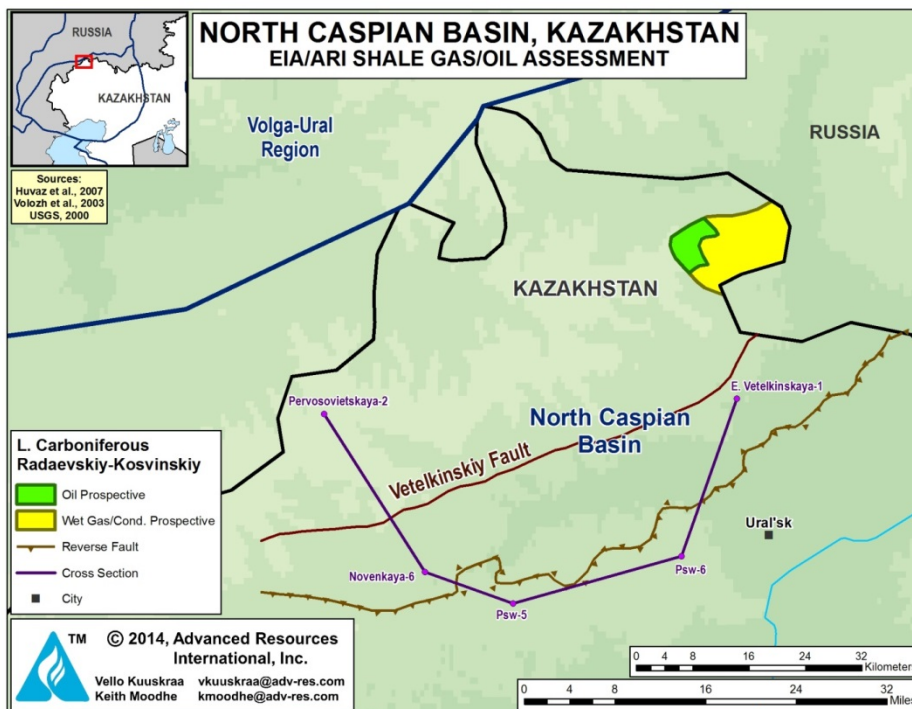 NORTH CASPIAN BASIN, KAZAKHSTAN
EIA/ARI SHALE GAS/OIL ASSESSMENT
RUSSIA
KAZAKHSTAN
Sources:
Huvaz et al., 2007
Volozh et al., 2003
USGS, 2000
Volga-Ural
Region
RUSSIA
KAZAKHSTAN
E. Vetelkinskaya-1
Pervosovietskaya-2
North Caspian
Basin
Vetelkinskiy Fault
Ural'sk
Psw-6
Novenkaya-6
Psw-5
L. Carboniferous
Radaevskiy-Kosvinskiy
Oil Prospective
Wet Gas/Cond. Prospective
Reverse Fault
Cross Section
City
TM
© 2014, Advanced Resources
International, Inc.
Vello Kuuskraa vkuuskraa@adv-res.com
Keith Moodhe kmoodhe@adv-res.com
0 4 8 16 24 32
Kilometers
0 4 8 16 24 32
Miles